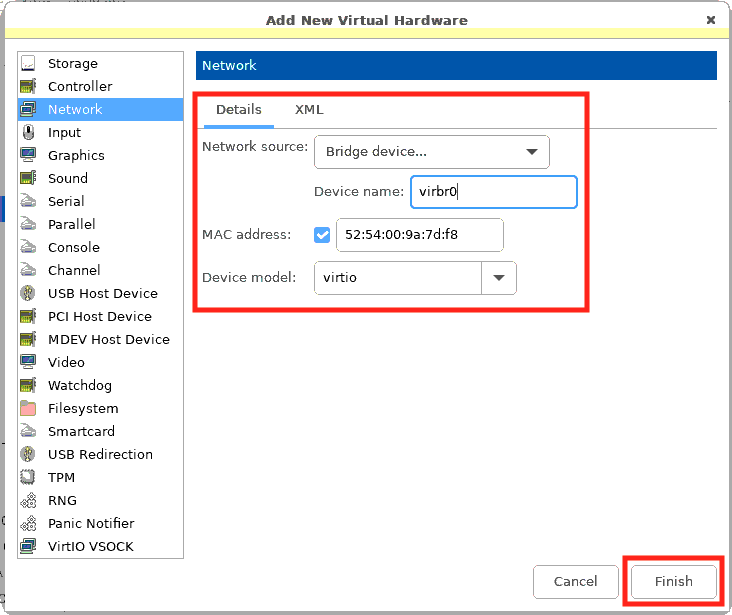 Add New Virtual Hardware
Storage
Controller
Network
Input
Graphics
Sound
Serial
Parallel
Console
Channel
USB Host Device
PCI Host Device
MDEV Host Device
Video
Watchdog
Filesystem
Smartcard
USB Redirection
TPM
RNG
Panic Notifier
VirtIO VSOCK
Network
Details XML
Network source: Bridge device...
Device name: virbr0
MAC address: 52:54:00:9a:7d:f8
Device model: virtio
Cancel Finish